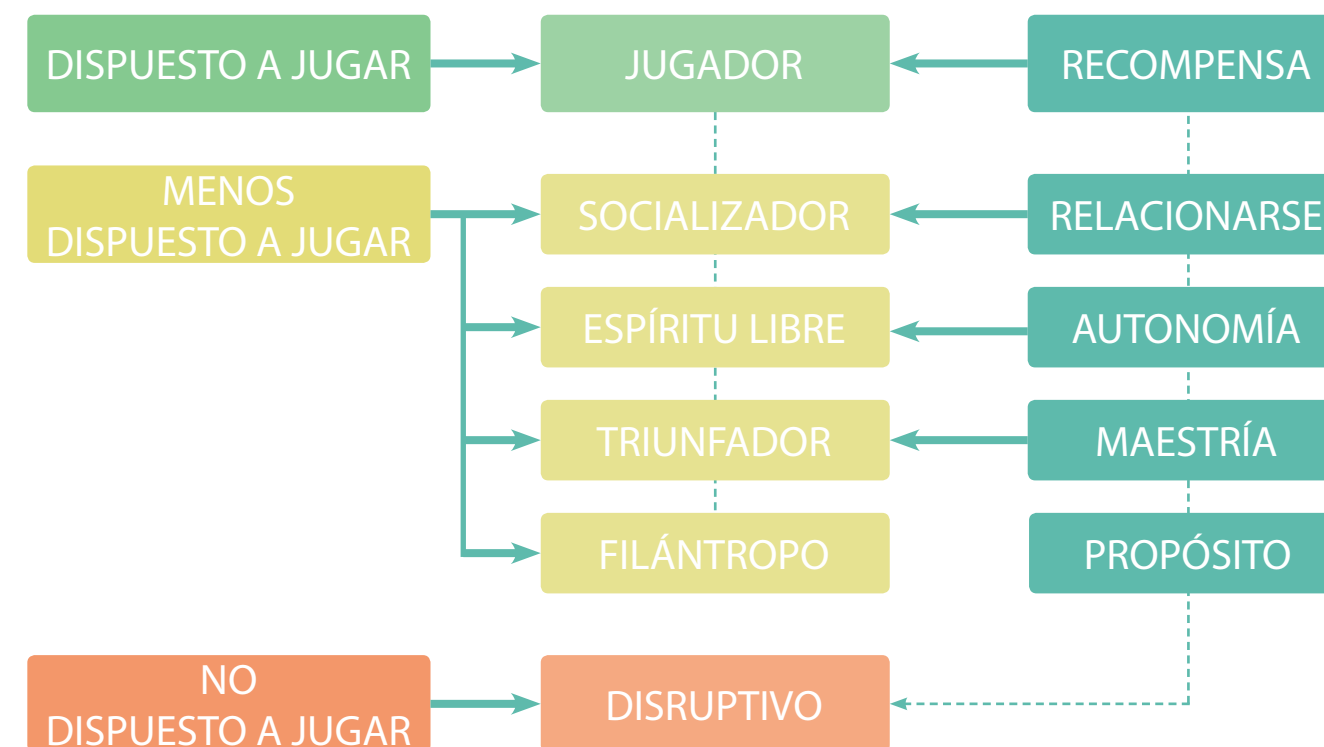 DISPUESTO A JUGAR
JUGADOR
RECOMPENSA
MENOS
DISPUESTO A JUGAR
SOCIALIZADOR
RELACIONARSE
ESPÍRITU LIBRE
AUTONOMÍA
TRIUNFADOR
MAESTRÍA
FILÁNTROPO
PROPÓSITO
NO
DISPUESTO A JUGAR
DISRUPTIVO